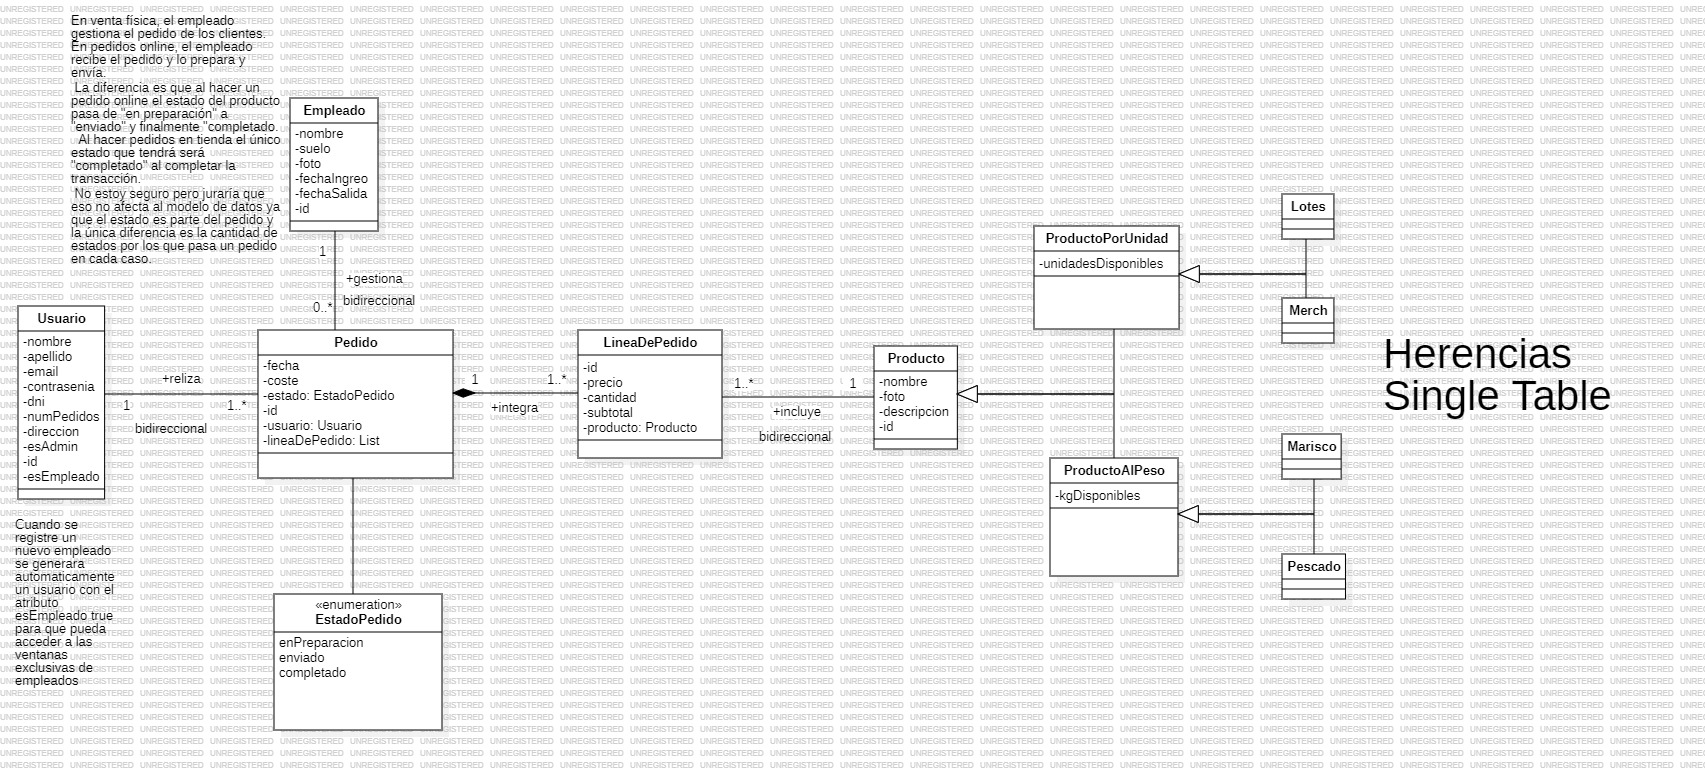 En venta física, el empleado
gestiona el pedido de los clientes.
En pedidos online, el empleado
recibe el pedido y lo prepara y
envía.
La diferencia es que al hacer un
pedido online el estado del producto
pasa de "en preparación" a
"enviado" y finalmente "completado.
Al hacer pedidos en tienda el único
estado que tendrá será
"completado" al completar la
transacción.
No estoy seguro pero juraría que
eso no afecta al modelo de datos ya
que el estado es parte del pedido y
la única diferencia es la cantidad de
estados por los que pasa un pedido
en cada caso.
Empleado
-nombre
-suelo
-foto
-fechaIngreo
-fechaSalida
-id
1
+gestiona
bidireccional
0..*
Usuario
-nombre
-apellido
-email
-contrasenia
-dni
-numPedidos
-direccion
-esAdmin
-id
-esEmpleado
+reliza
1
1..*
bidireccional
Cuando se
registre un
nuevo empleado
se generara
automaticamente
un usuario con el
atributo
esEmpleado true
para que pueda
acceder a las
ventanas
exclusivas de
empleados
Pedido
-fecha
-coste
-estado: EstadoPedido
-id
-usuario: Usuario
-lineaDePedido: List
1
1..*
+integra
«enumeration»
EstadoPedido
enPreparacion
enviado
completado
LineaDePedido
-id
-precio
-cantidad
-subtotal
-producto: Producto
1..*
1
+incluye
bidireccional
Producto
-nombre
-foto
-descripcion
-id
ProductoPorUnidad
-unidadesDisponibles
ProductoAlPeso
-kgDisponibles
Lotes
Merch
Marisco
Pescado
Herencias
Single Table
UNREGISTERED